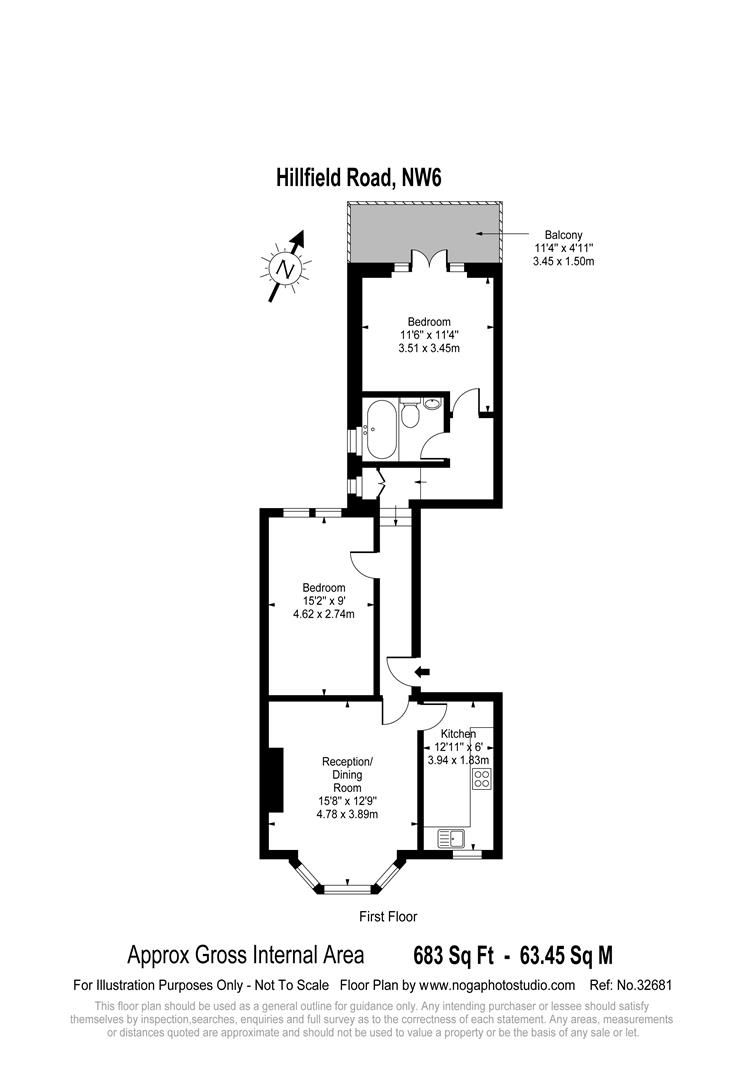 Hillfield Road, NW6
Balcony
11'4" x 4'11"
3.45 x 1.50m
N
Bedroom
11'6" x 11'4"
3.51 x 3.45m
Bedroom
15'2" x 9'
4.62 x 2.74m
Kitchen
12'11" x 6'
3.94 x 1.83m
Reception/
Dining
Room
15'8" x 12'9"
4.78 x 3.89m
First Floor
Approx Gross Internal Area 683 Sq Ft - 63.45 Sq M
For Illustration Purposes Only - Not To Scale Floor Plan by www.nogaphotostudio.com Ref: No.32681
This floor plan should be used as a general outline for guidance only. Any intending purchaser or lessee should satisfy
themselves by inspection,searches, enquiries and full survey as to the correctness of each statement. Any areas, measurements
or distances quoted are approximate and should not be used to value a property or be the basis of any sale or let.